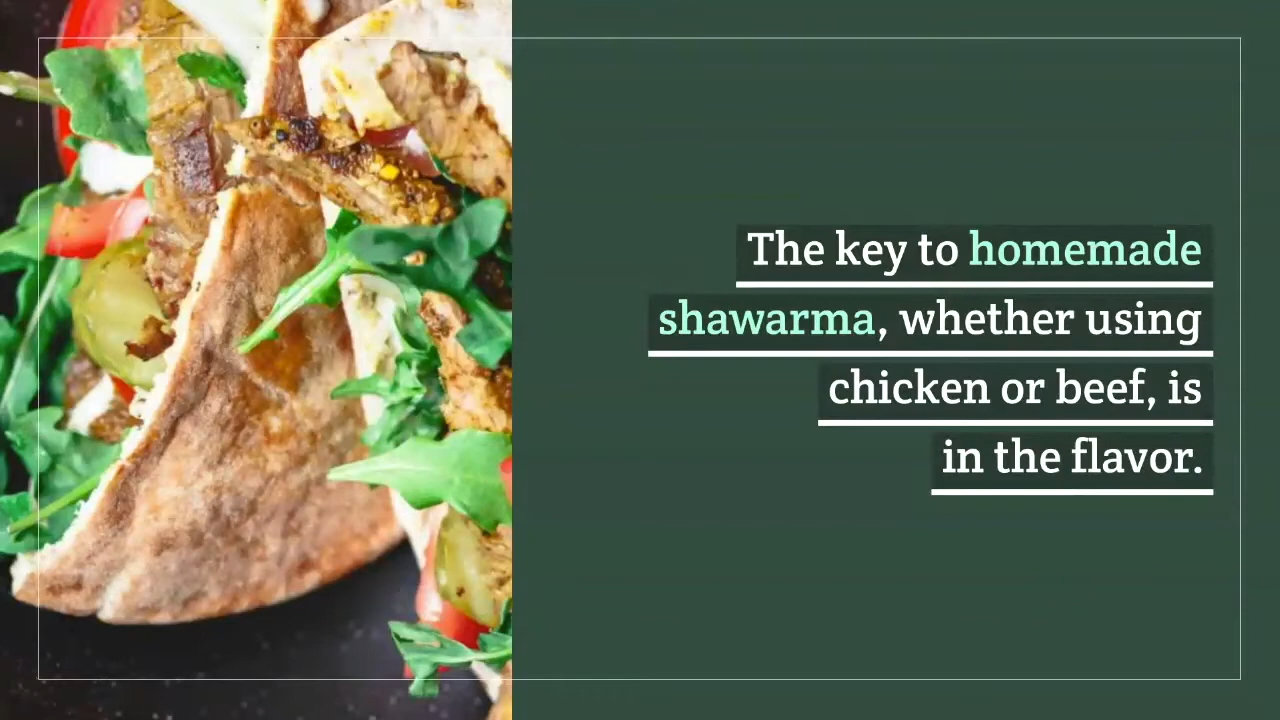 The key to homemade
shawarma, whether using
chicken or beef, is
in the flavor.